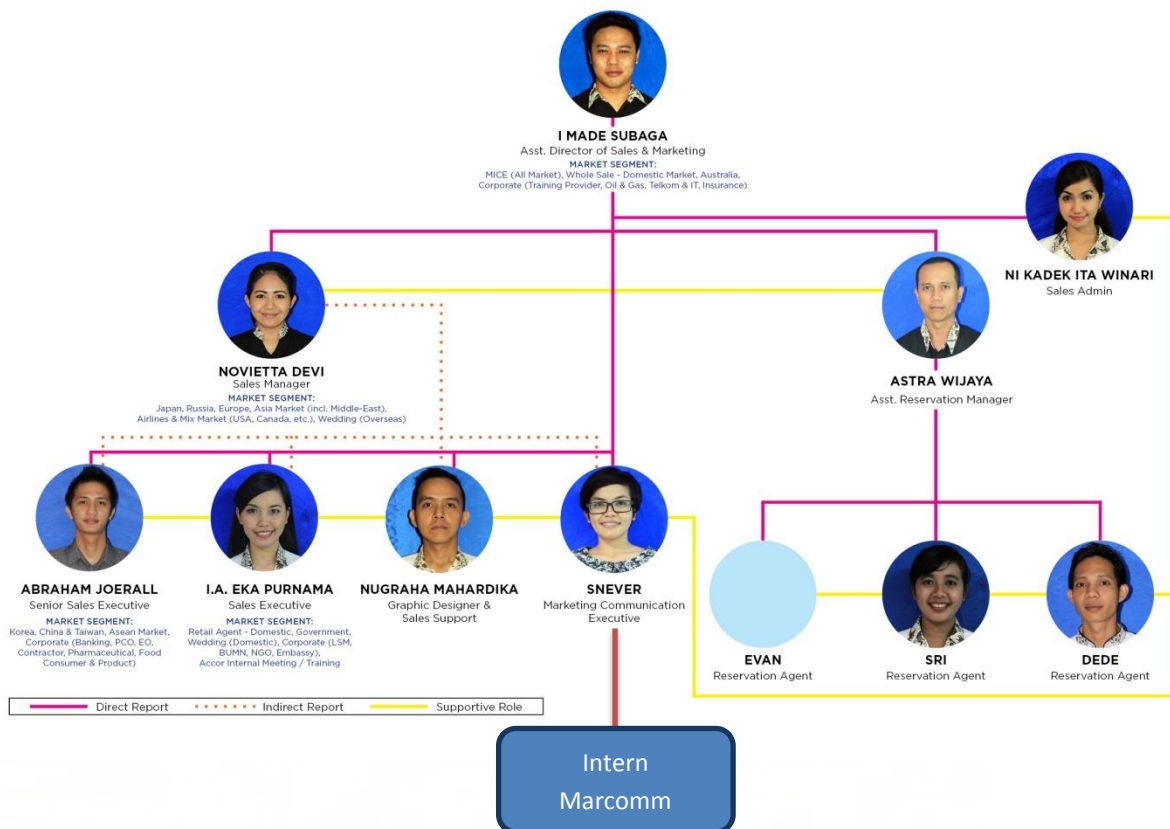 I MADE SUBAGA
Asst. Director of Sales & Marketing
MARKET SEGMENT:
MICE (All Market), Whole Sale - Domestic Market, Australia,
Corporate (Training Provider, Oil & Gas, Telkom & IT, Insurance)
NI KADEK ITA WINARI
Sales Admin
NOVIETTA DEVI
Sales Manager
MARKET SEGMENT:
Japan, Russia, Europe, Asia Market (incl. Middle-East),
Airlines & Mix Market (USA, Canada, etc.), Wedding (Overseas)
ASTRA WIJAYA
Asst. Reservation Manager
ABRAHAM JOERALL
Senior Sales Executive
MARKET SEGMENT:
Korea, China & Taiwan, Asean Market,
Corporate (Banking, PCO, EO,
Contractor, Pharmaceutical, Food
Consumer & Product)
I.A. EKA PURNAMA
Sales Executive
MARKET SEGMENT:
Retail Agent - Domestic, Government,
Wedding (Domestic), Corporate (LSM,
BUMN, NGO, Embassy),
Accor Internal Meeting / Training
NUGRAHA MAHARDIKA
Graphic Designer &
Sales Support
SNEVER
Marketing Communication
Executive
EVAN
Reservation Agent
SRI
Reservation Agent
DEDE
Reservation Agent
Direct Report
Indirect Report
Supportive Role
Intern
Marcomm